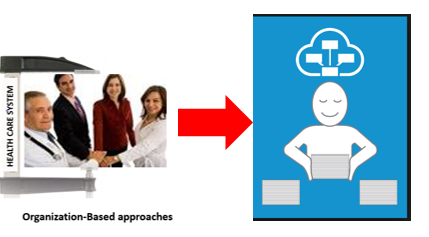 HEALTH CARE SYSTEM
Organization-Based approaches